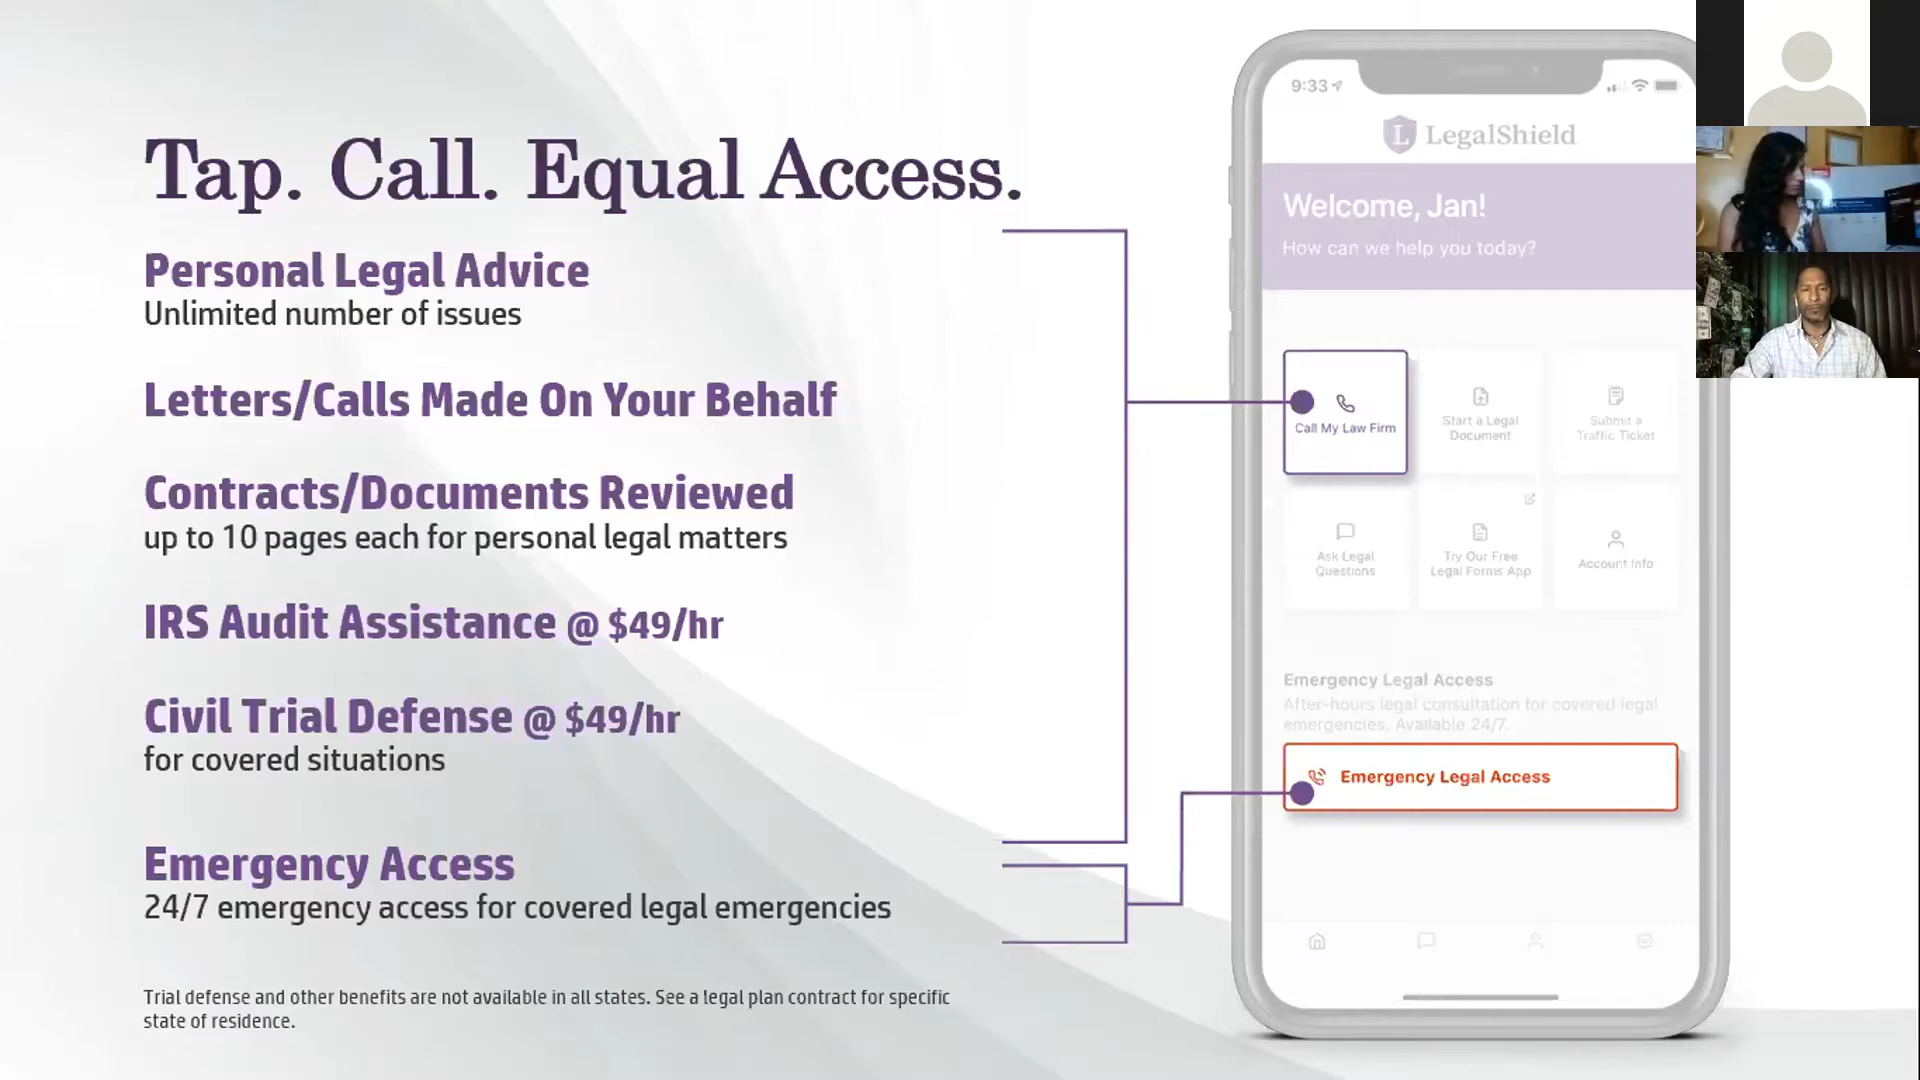 Tap. Call. Equal Access.
Personal Legal Advice
Unlimited number of issues
Letters/Calls Made On Your Behalf
Contracts/Documents Reviewed
up to 10 pages each for personal legal matters
IRS Audit Assistance @ $49/hr
Civil Trial Defense @ $49/hr
for covered situations
Emergency Access
24/7 emergency access for covered legal emergencies
Trial defense and other benefits are not available in all states. See a legal plan contract for specific
state of residence.
9:33
L LegalShield
Welcome, Jan!
How can we help you today?
Call My Law Firm
Start a Legal
Document
Submit a
Traffic Ticket
Ask Legal
Questions
Try Our Free
Legal Forms App
Account Info
Emergency Legal Access
After-hours legal consultation for covered legal
emergencies. Available 24/7.
Emergency Legal Access